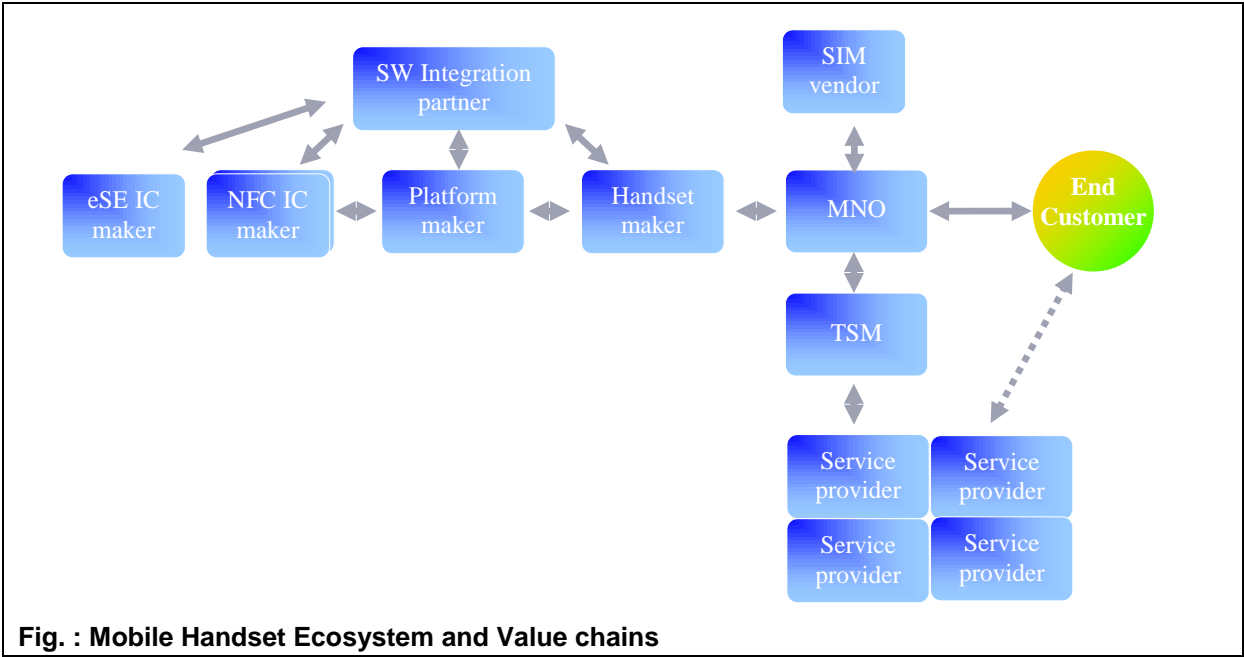 SW Integration
partner
SIM
vendor
eSE IC
maker
NFC IC
maker
Platform
maker
Handset
maker
MNO
End
Customer
TSM
Service
provider
Service
provider
Service
provider
Service
provider
Fig. : Mobile Handset Ecosystem and Value chains